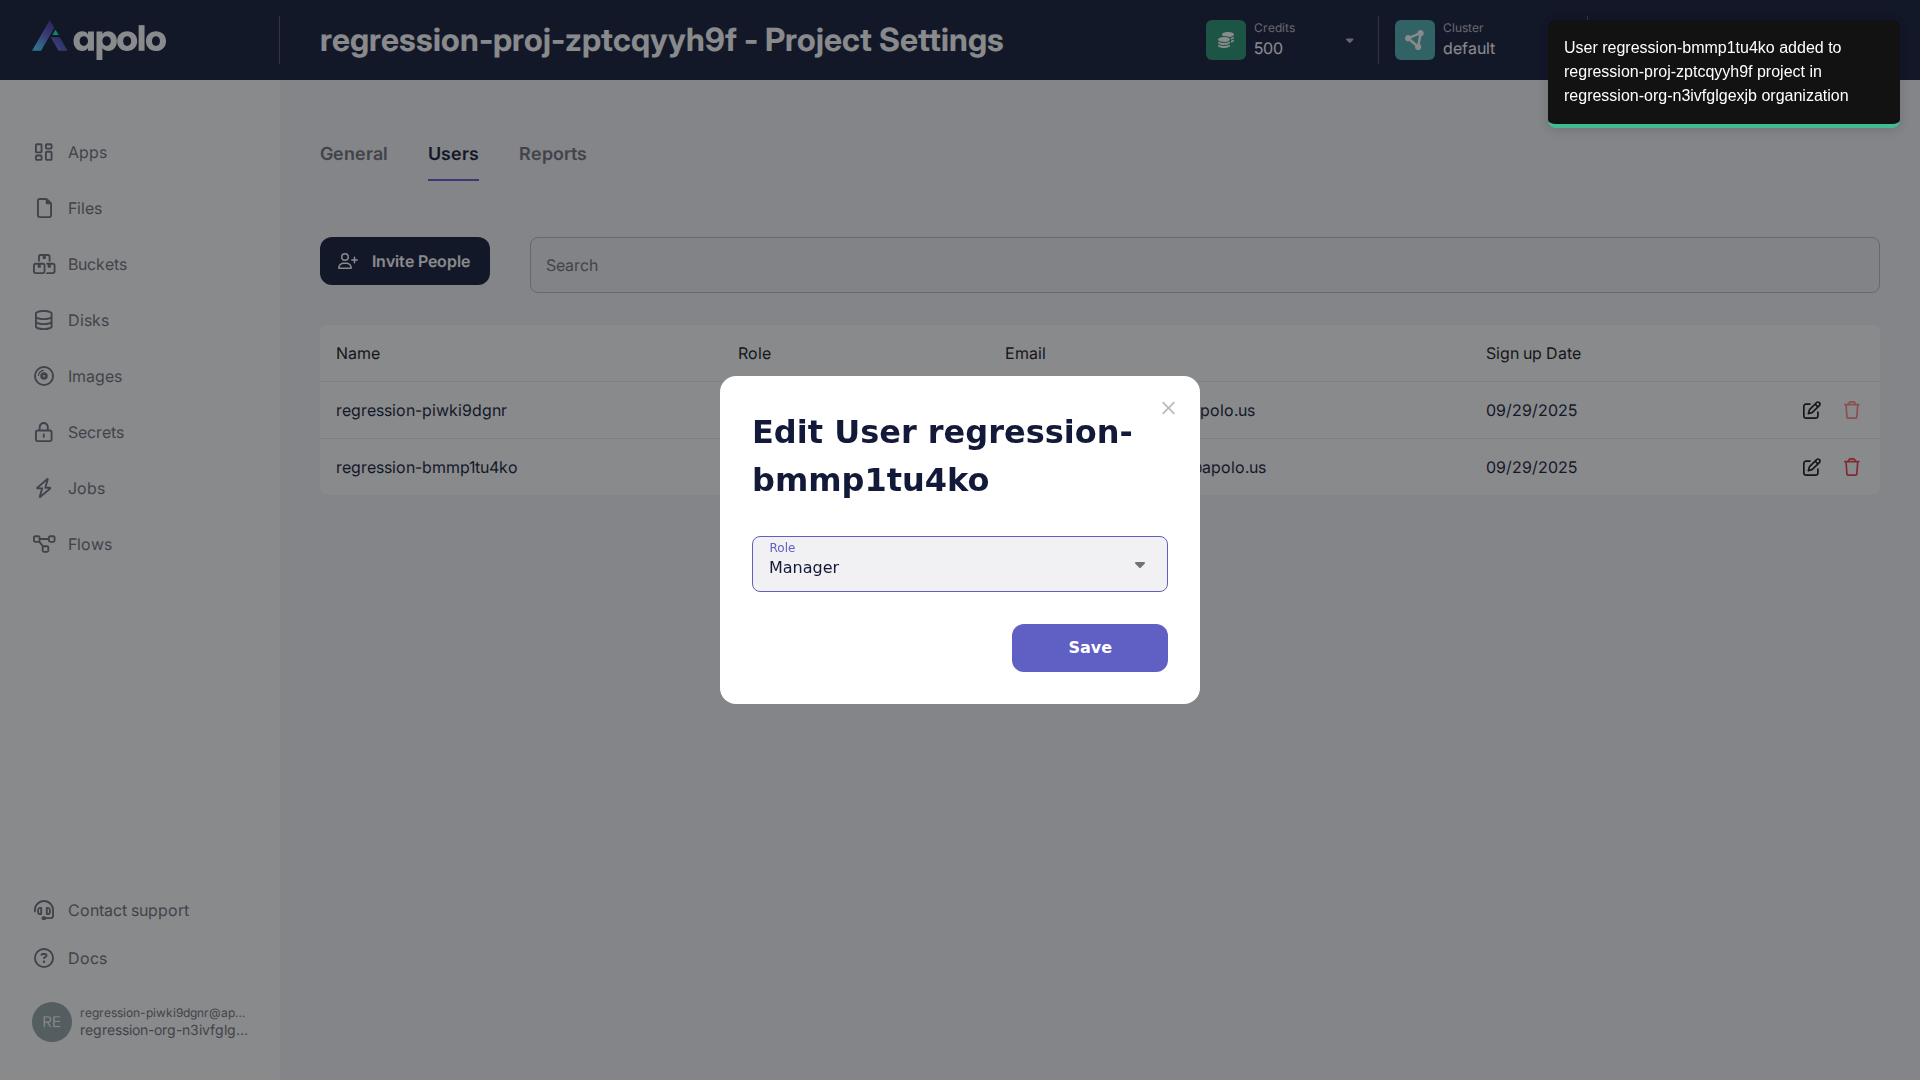 apolo
regression-proj-zptcqyyh9f - Project Settings
Credits
500
Cluster
default
User regression-bmmp1tu4ko added to
regression-proj-zptcqyyh9f project in
regression-org-n3ivfglgexjb organization
Apps
Files
Buckets
Disks
Images
Secrets
Jobs
Flows
General
Users
Reports
Invite People
Search
Name
Role
Email
Sign up Date
regression-piwki9dgnr
polo.us
09/29/2025
regression-bmmp1tu4ko
apolo.us
09/29/2025
Edit User regression-
bmmp1tu4ko
Role
Manager
Save
Contact support
Docs
RE
regression-piwki9dgnr@ap...
regression-org-n3ivfglg...